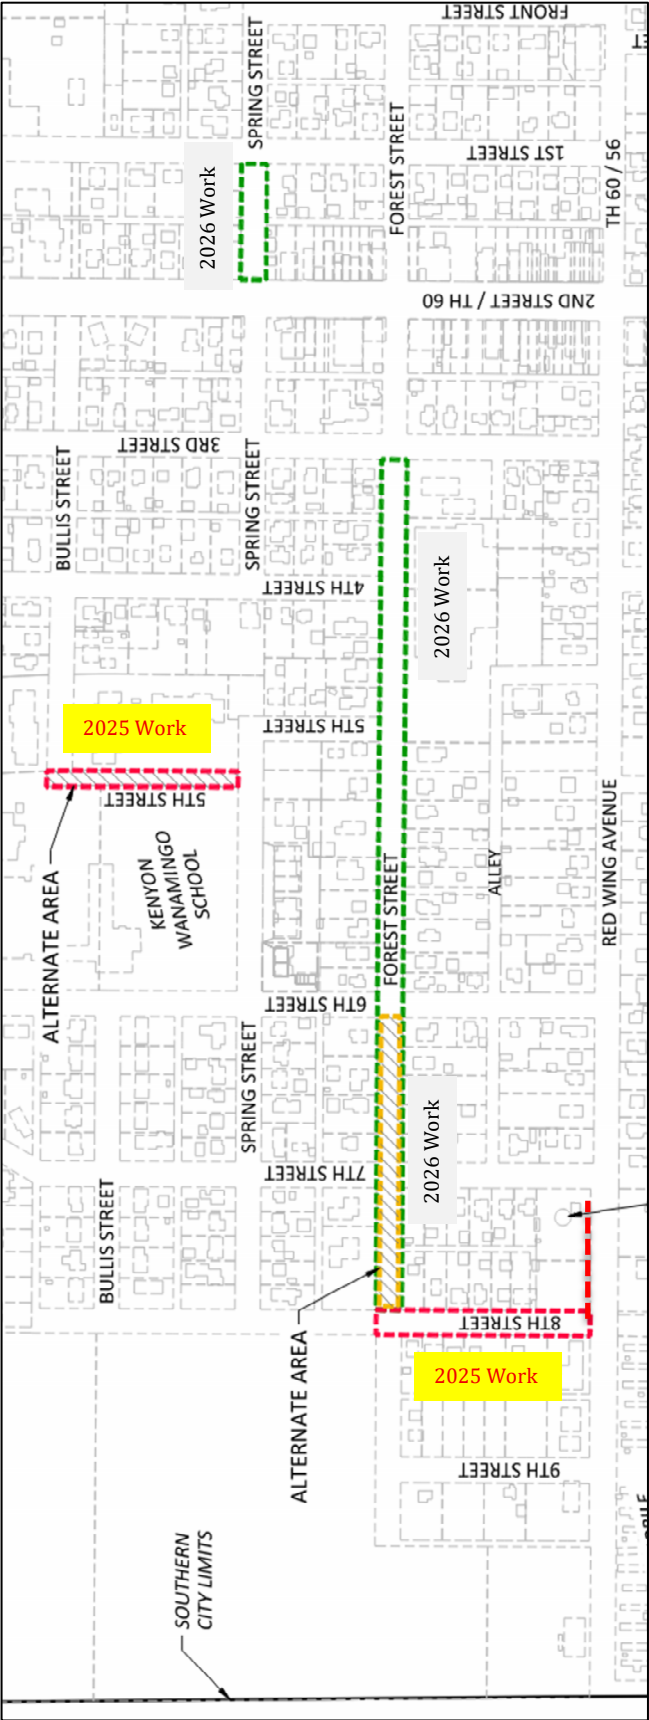 FRONT STREET
SPRING STREET
FOREST STREET
1ST STREET
TH 60 / 56
2026 Work
2ND STREET / TH 60
3RD STREET
BULLIS STREET
SPRING STREET
4TH STREET
2026 Work
2025 Work
5TH STREET
5TH STREET
ALTERNATE AREA
KENYON
WANAMINGO
SCHOOL
FOREST STREET
ALLEY
RED WING AVENUE
6TH STREET
SPRING STREET
2026 Work
7TH STREET
BULLIS STREET
8TH STREET
ALTERNATE AREA
2025 Work
9TH STREET
SOUTHERN
CITY LIMITS